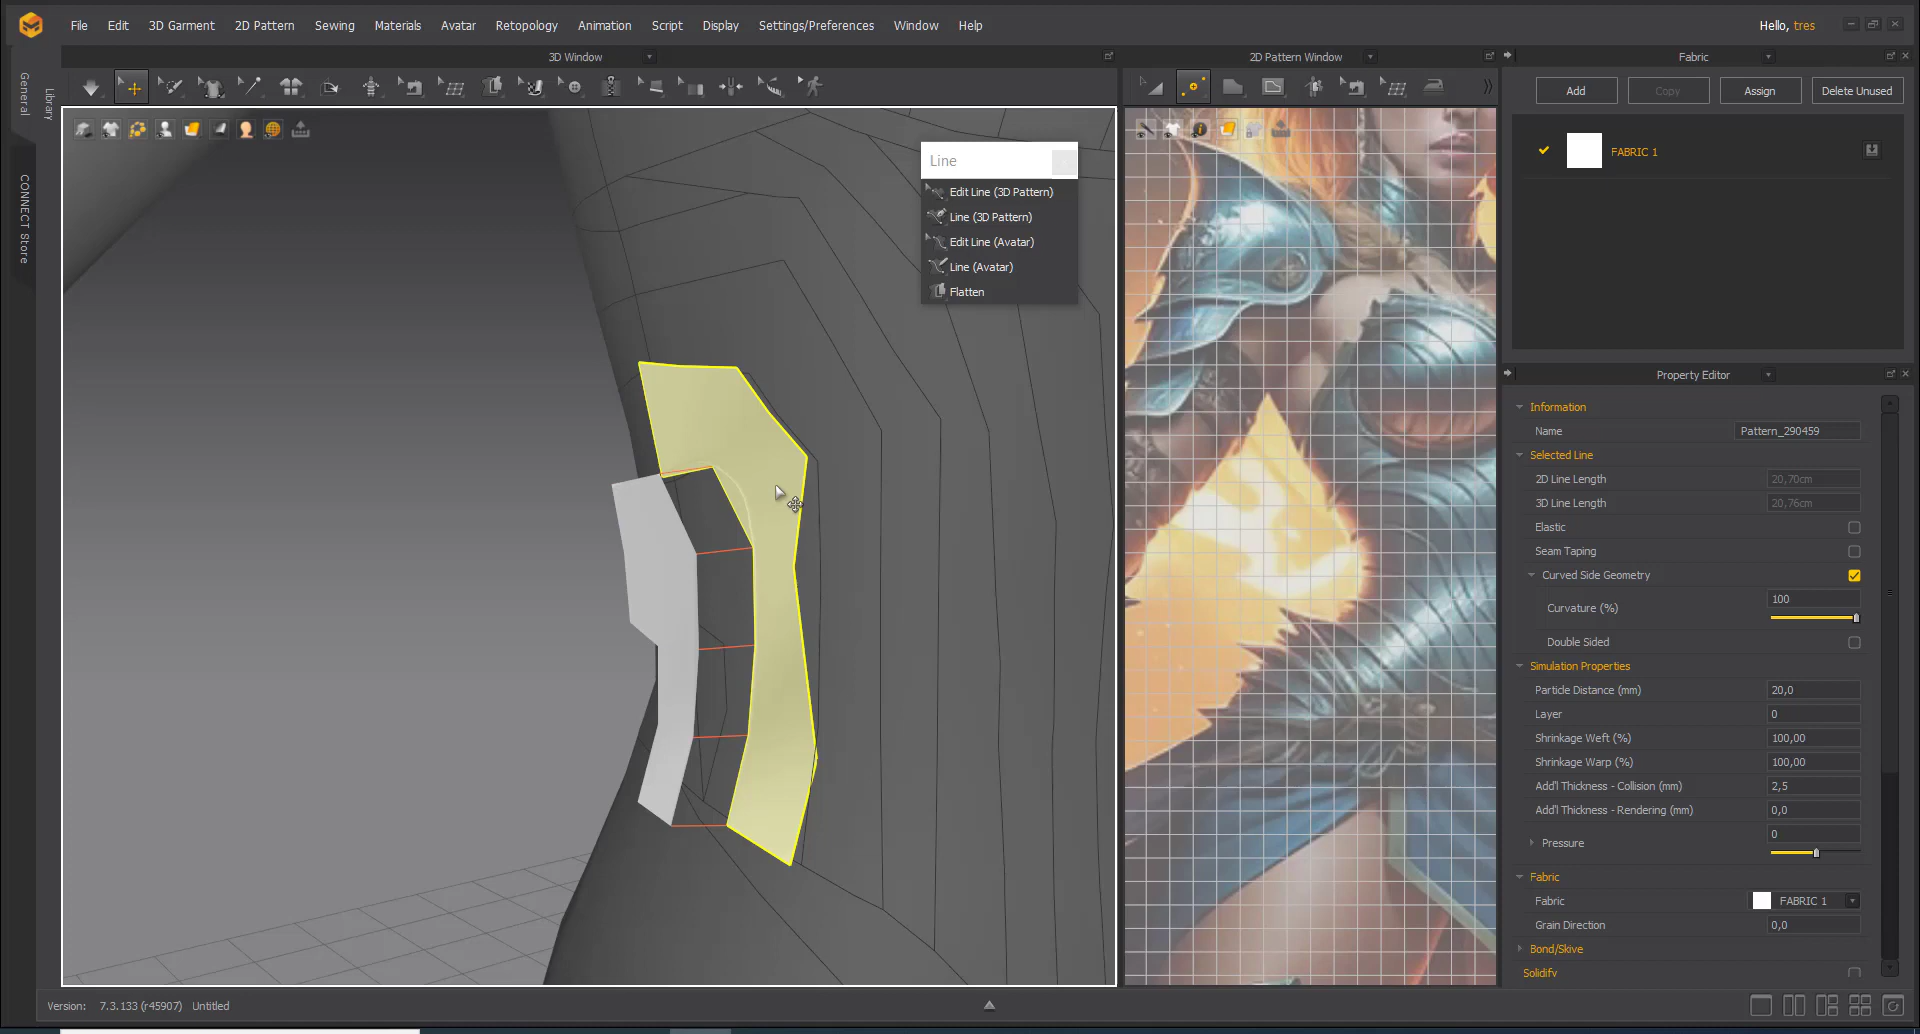 File Edit 3D Garment 2D Pattern Sewing Materials Avatar Retopology Animation Script Display Settings/Preferences Window Help
Hello, tres
General
Library
CONNECT Store
3D Window
2D Pattern Window
Fabric
Add Copy Assign Delete Unused
FABRIC 1
Line
Edit Line (3D Pattern)
Line (3D Pattern)
Edit Line (Avatar)
Line (Avatar)
Flatten
Property Editor
Information
Name Pattern_290459
Selected Line
2D Line Length 20,70cm
3D Line Length 20,76cm
Elastic
Seam Taping
Curved Side Geometry
Curvature (%) 100
Double Sided
Simulation Properties
Particle Distance (mm) 20,0
Layer 0
Shrinkage Weft (%) 100,00
Shrinkage Warp (%) 100,00
Add'l Thickness - Collision (mm) 2,5
Add'l Thickness - Rendering (mm) 0,0
Pressure 0
Fabric
Fabric FABRIC 1
Grain Direction 0,0
Bond/Skive
Solidify
Version: 7.3.133 (r45907) Untitled